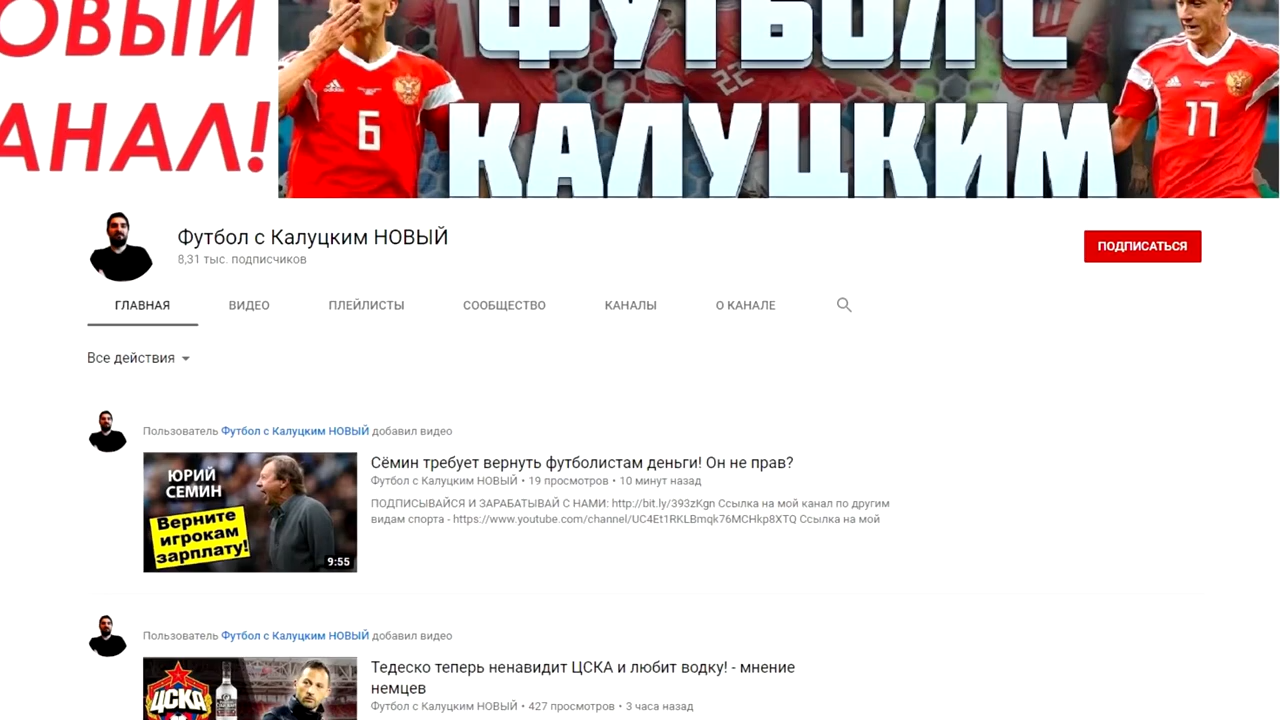 ОВЫЙ
АНАЛ!
ФУТБОЛ С
КАЛУЦКИМ
6
22
17
Футбол с Калуцким НОВЫЙ
8,31 тыс. подписчиков
ПОДПИСАТЬСЯ
ГЛАВНАЯ ВИДЕО ПЛЕЙЛИСТЫ СООБЩЕСТВО КАНАЛЫ О КАНАЛЕ
Все действия
Пользователь Футбол с Калуцким НОВЫЙ добавил видео
ЮРИЙ
СЕМИН
Верните
игрокам
зарплату!
9:55
Сёмин требует вернуть футболистам деньги! Он не прав?
Футбол с Калуцким НОВЫЙ • 19 просмотров • 10 минут назад
ПОДПИСЫВАЙСЯ И ЗАРАБАТЫВАЙ С НАМИ: http://bit.ly/393zKgn Ссылка на мой канал по другим
видам спорта - https://www.youtube.com/channel/UC4Et1RKLBmqk76MCHkp8XTQ Ссылка на мой
Пользователь Футбол с Калуцким НОВЫЙ добавил видео
ЦСКА
Тедеско теперь ненавидит ЦСКА и любит водку! - мнение
немцев
Футбол с Калуцким НОВЫЙ • 427 просмотров • 3 часа назад